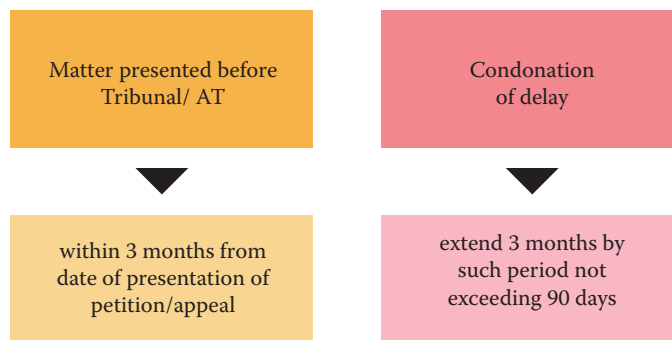 Matter presented before
Tribunal/ AT
within 3 months from
date of presentation of
petition/appeal
Condonation
of delay
extend 3 months by
such period not
exceeding 90 days